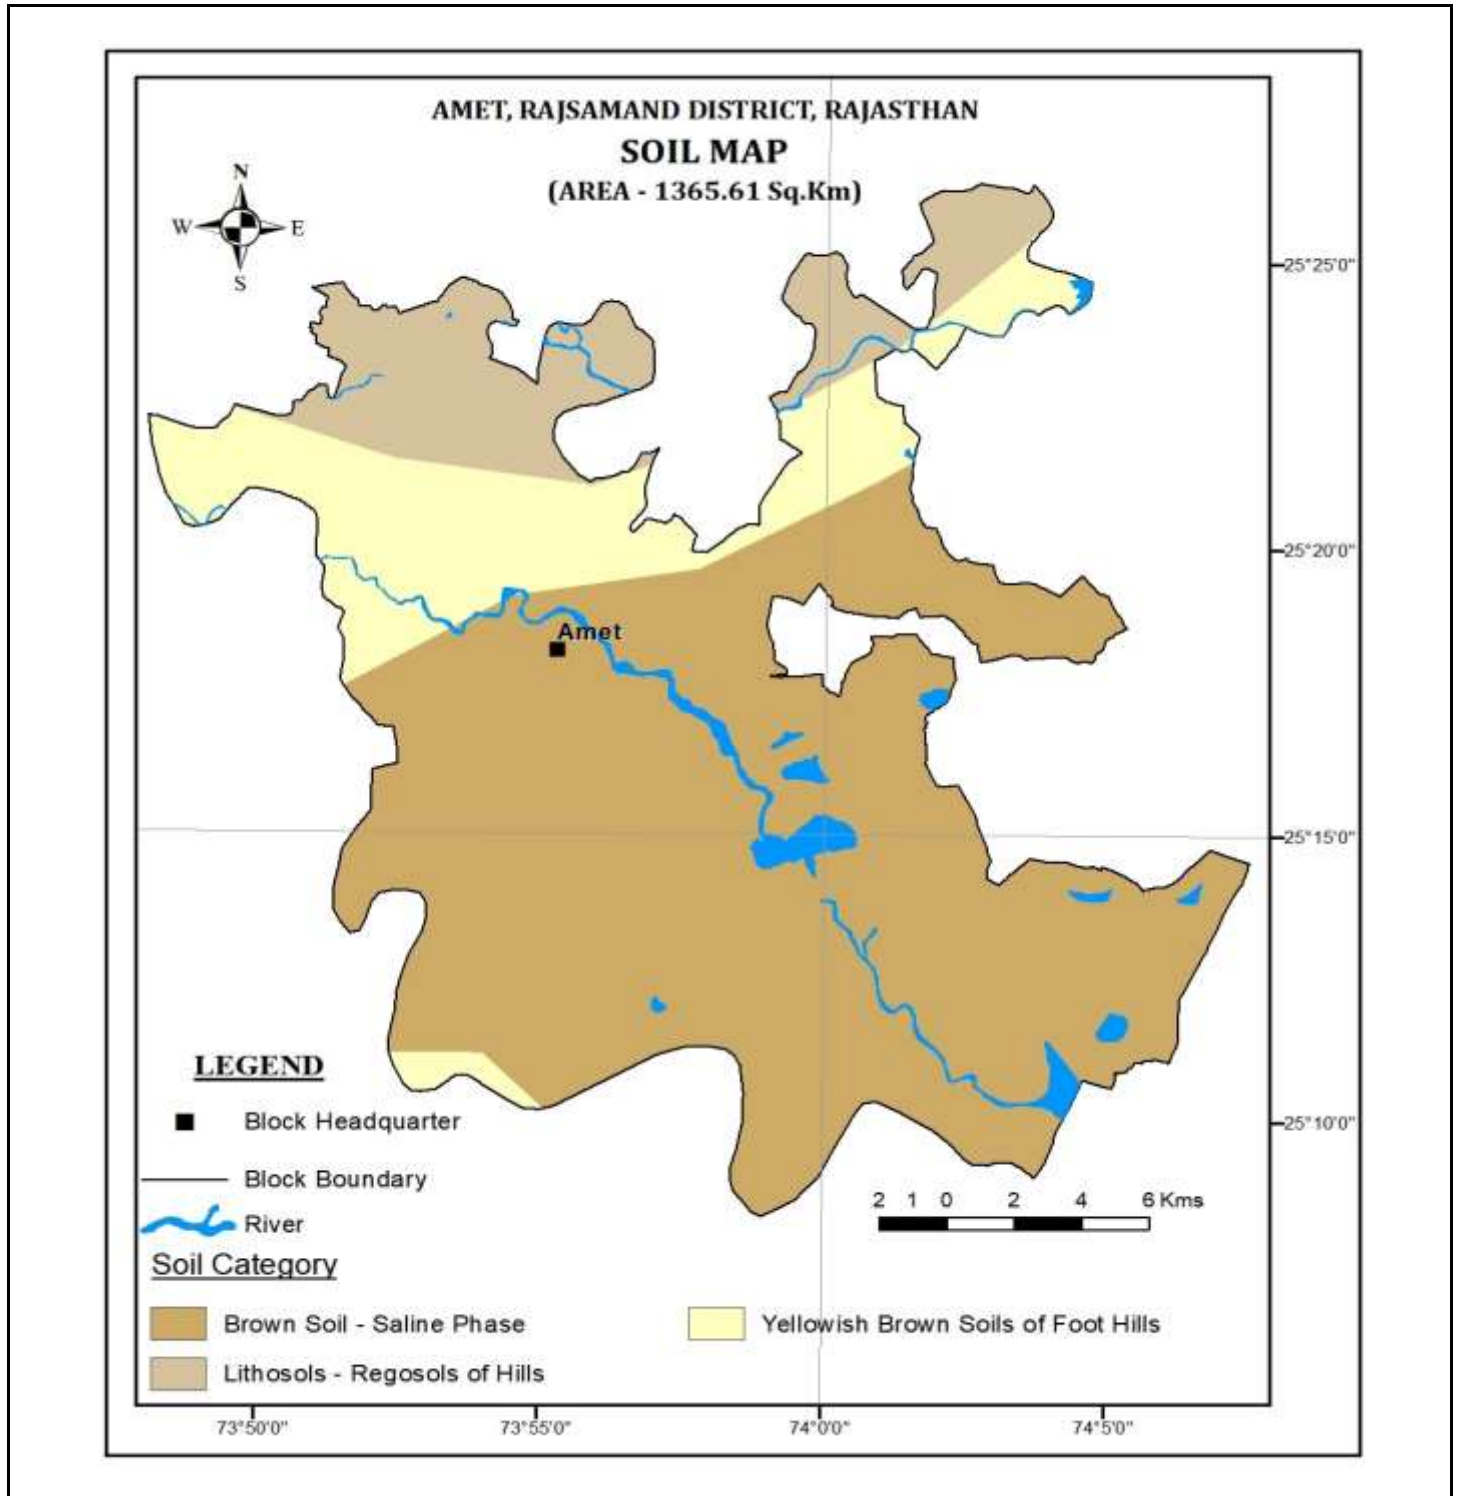 AMET, RAJSAMAND DISTRICT, RAJASTHAN
SOIL MAP
(AREA - 1365.61 Sq.Km)
N
W E
S
25°25'0"
25°20'0"
Amet
25°15'0"
25°10'0"
LEGEND
Block Headquarter
Block Boundary
River
2 1 0 2 4 6 Kms
Soil Category
Brown Soil - Saline Phase
Yellowish Brown Soils of Foot Hills
Lithosols - Regosols of Hills
73°50'0" 73°55'0" 74°0'0" 74°5'0"